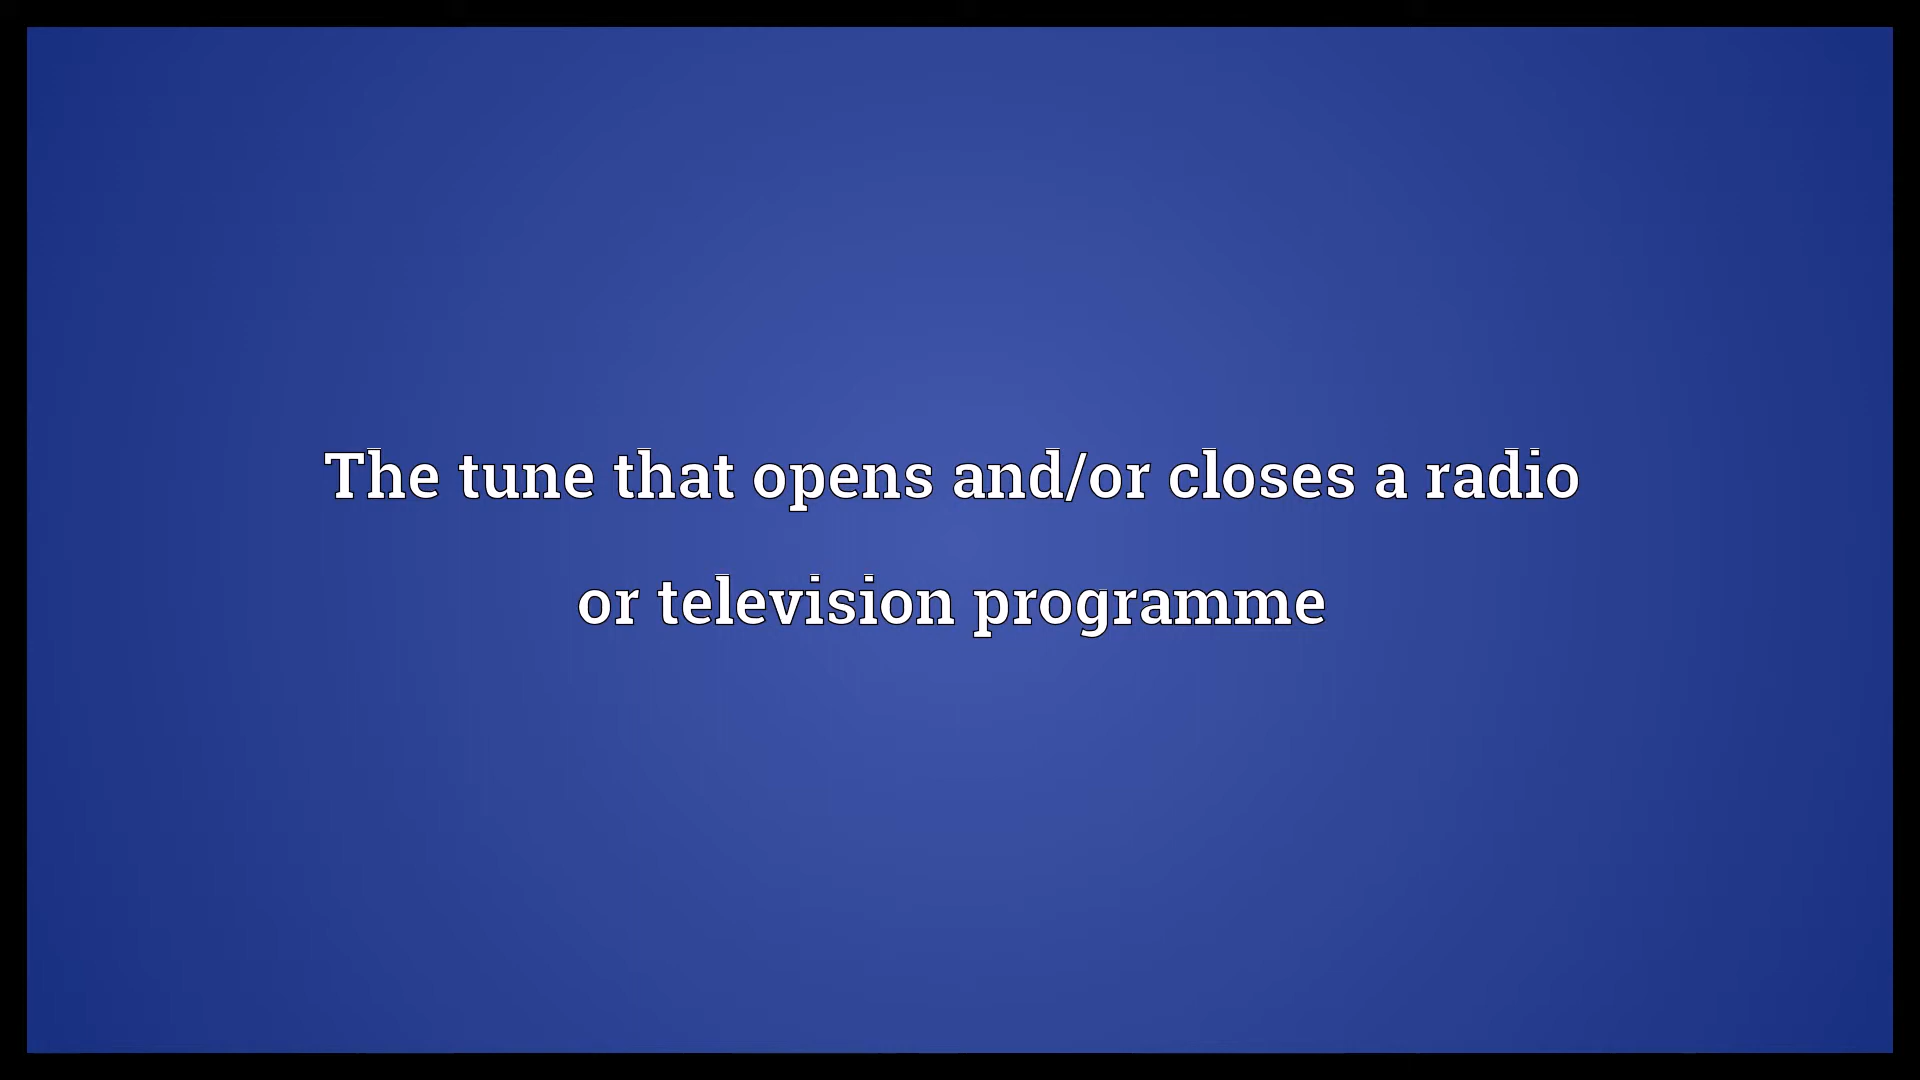 The tune that opens and/or closes a radio
or television programme